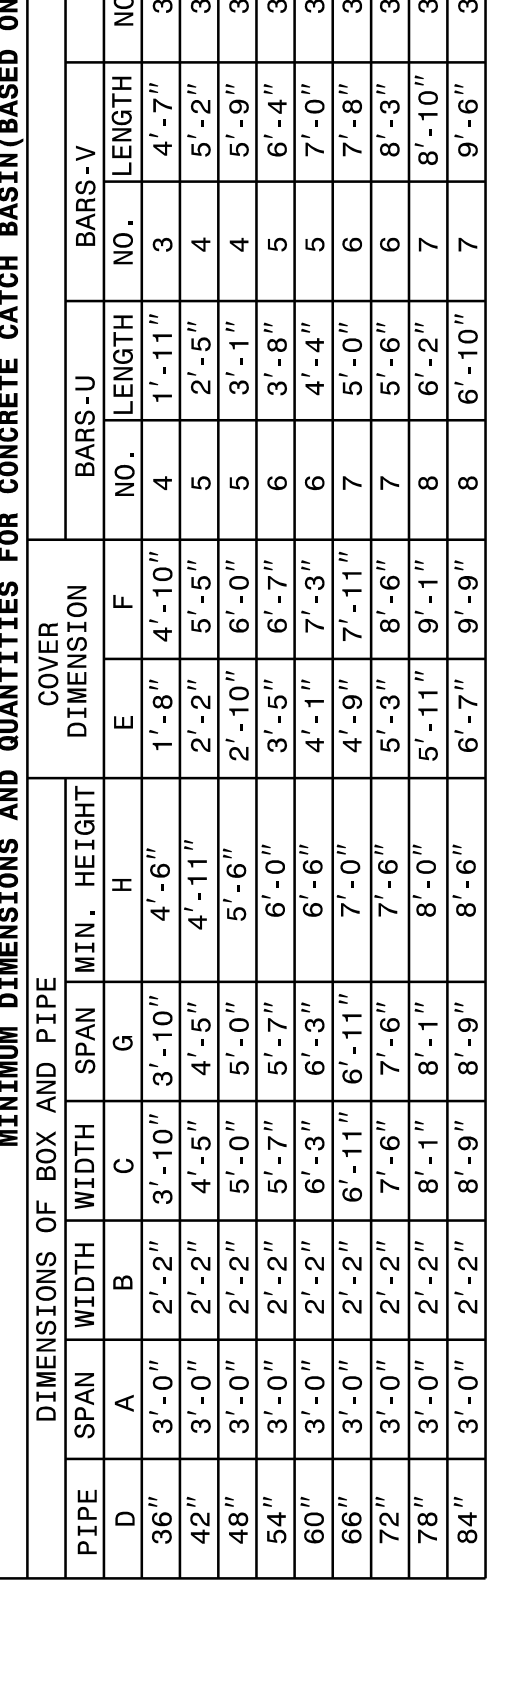 MINIMUM DIMENSIONS AND QUANTITIES FOR CONCRETE CATCH BASIN(BASED ON
DIMENSIONS OF BOX AND PIPE COVER DIMENSION
PIPE SPAN WIDTH WIDTH SPAN MIN. HEIGHT BARS-U BARS-V
D A B C G H E F NO. LENGTH NO. LENGTH
36" 3'-0" 2'-2" 3'-10" 3'-10" 4'-6" 1'-8" 4'-10" 4 1'-11" 3 4'-7" 3
42" 3'-0" 2'-2" 4'-5" 4'-5" 4'-11" 2'-2" 5'-5" 5 2'-5" 4 5'-2" 3
48" 3'-0" 2'-2" 5'-0" 5'-0" 5'-6" 2'-10" 6'-0" 5 3'-1" 4 5'-9" 3
54" 3'-0" 2'-2" 5'-7" 5'-7" 6'-0" 3'-5" 6'-7" 6 3'-8" 5 6'-4" 3
60" 3'-0" 2'-2" 6'-3" 6'-3" 6'-6" 4'-1" 7'-3" 6 4'-4" 5 7'-0" 3
66" 3'-0" 2'-2" 6'-11" 6'-11" 7'-0" 4'-9" 7'-11" 7 5'-0" 6 7'-8" 3
72" 3'-0" 2'-2" 7'-6" 7'-6" 7'-6" 5'-3" 8'-6" 7 5'-6" 6 8'-3" 3
78" 3'-0" 2'-2" 8'-1" 8'-1" 8'-0" 5'-11" 9'-1" 8 6'-2" 7 8'-10" 3
84" 3'-0" 2'-2" 8'-9" 8'-9" 8'-6" 6'-7" 9'-9" 8 6'-10" 7 9'-6" 3